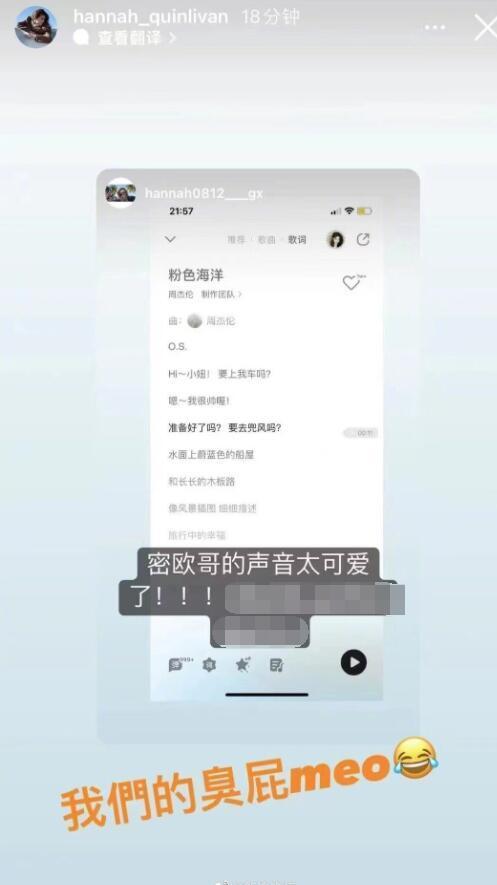 hannah_quinlivan 18分钟
查看翻译
hannah0812___gx
21:57
推荐·歌曲·歌词
粉色海洋
周杰伦 制作团队
曲： 周杰伦
O.S.
Hi～小妞！ 要上我车吗？
嗯～我很帅喔！
准备好了吗？ 要去兜风吗？
00:11
水面上蔚蓝色的船屋
和长长的木板路
像风景插图 细细描述
旅行中的幸福
密欧哥的声音太可爱
了！！！
999+
我們的臭屁meo😂